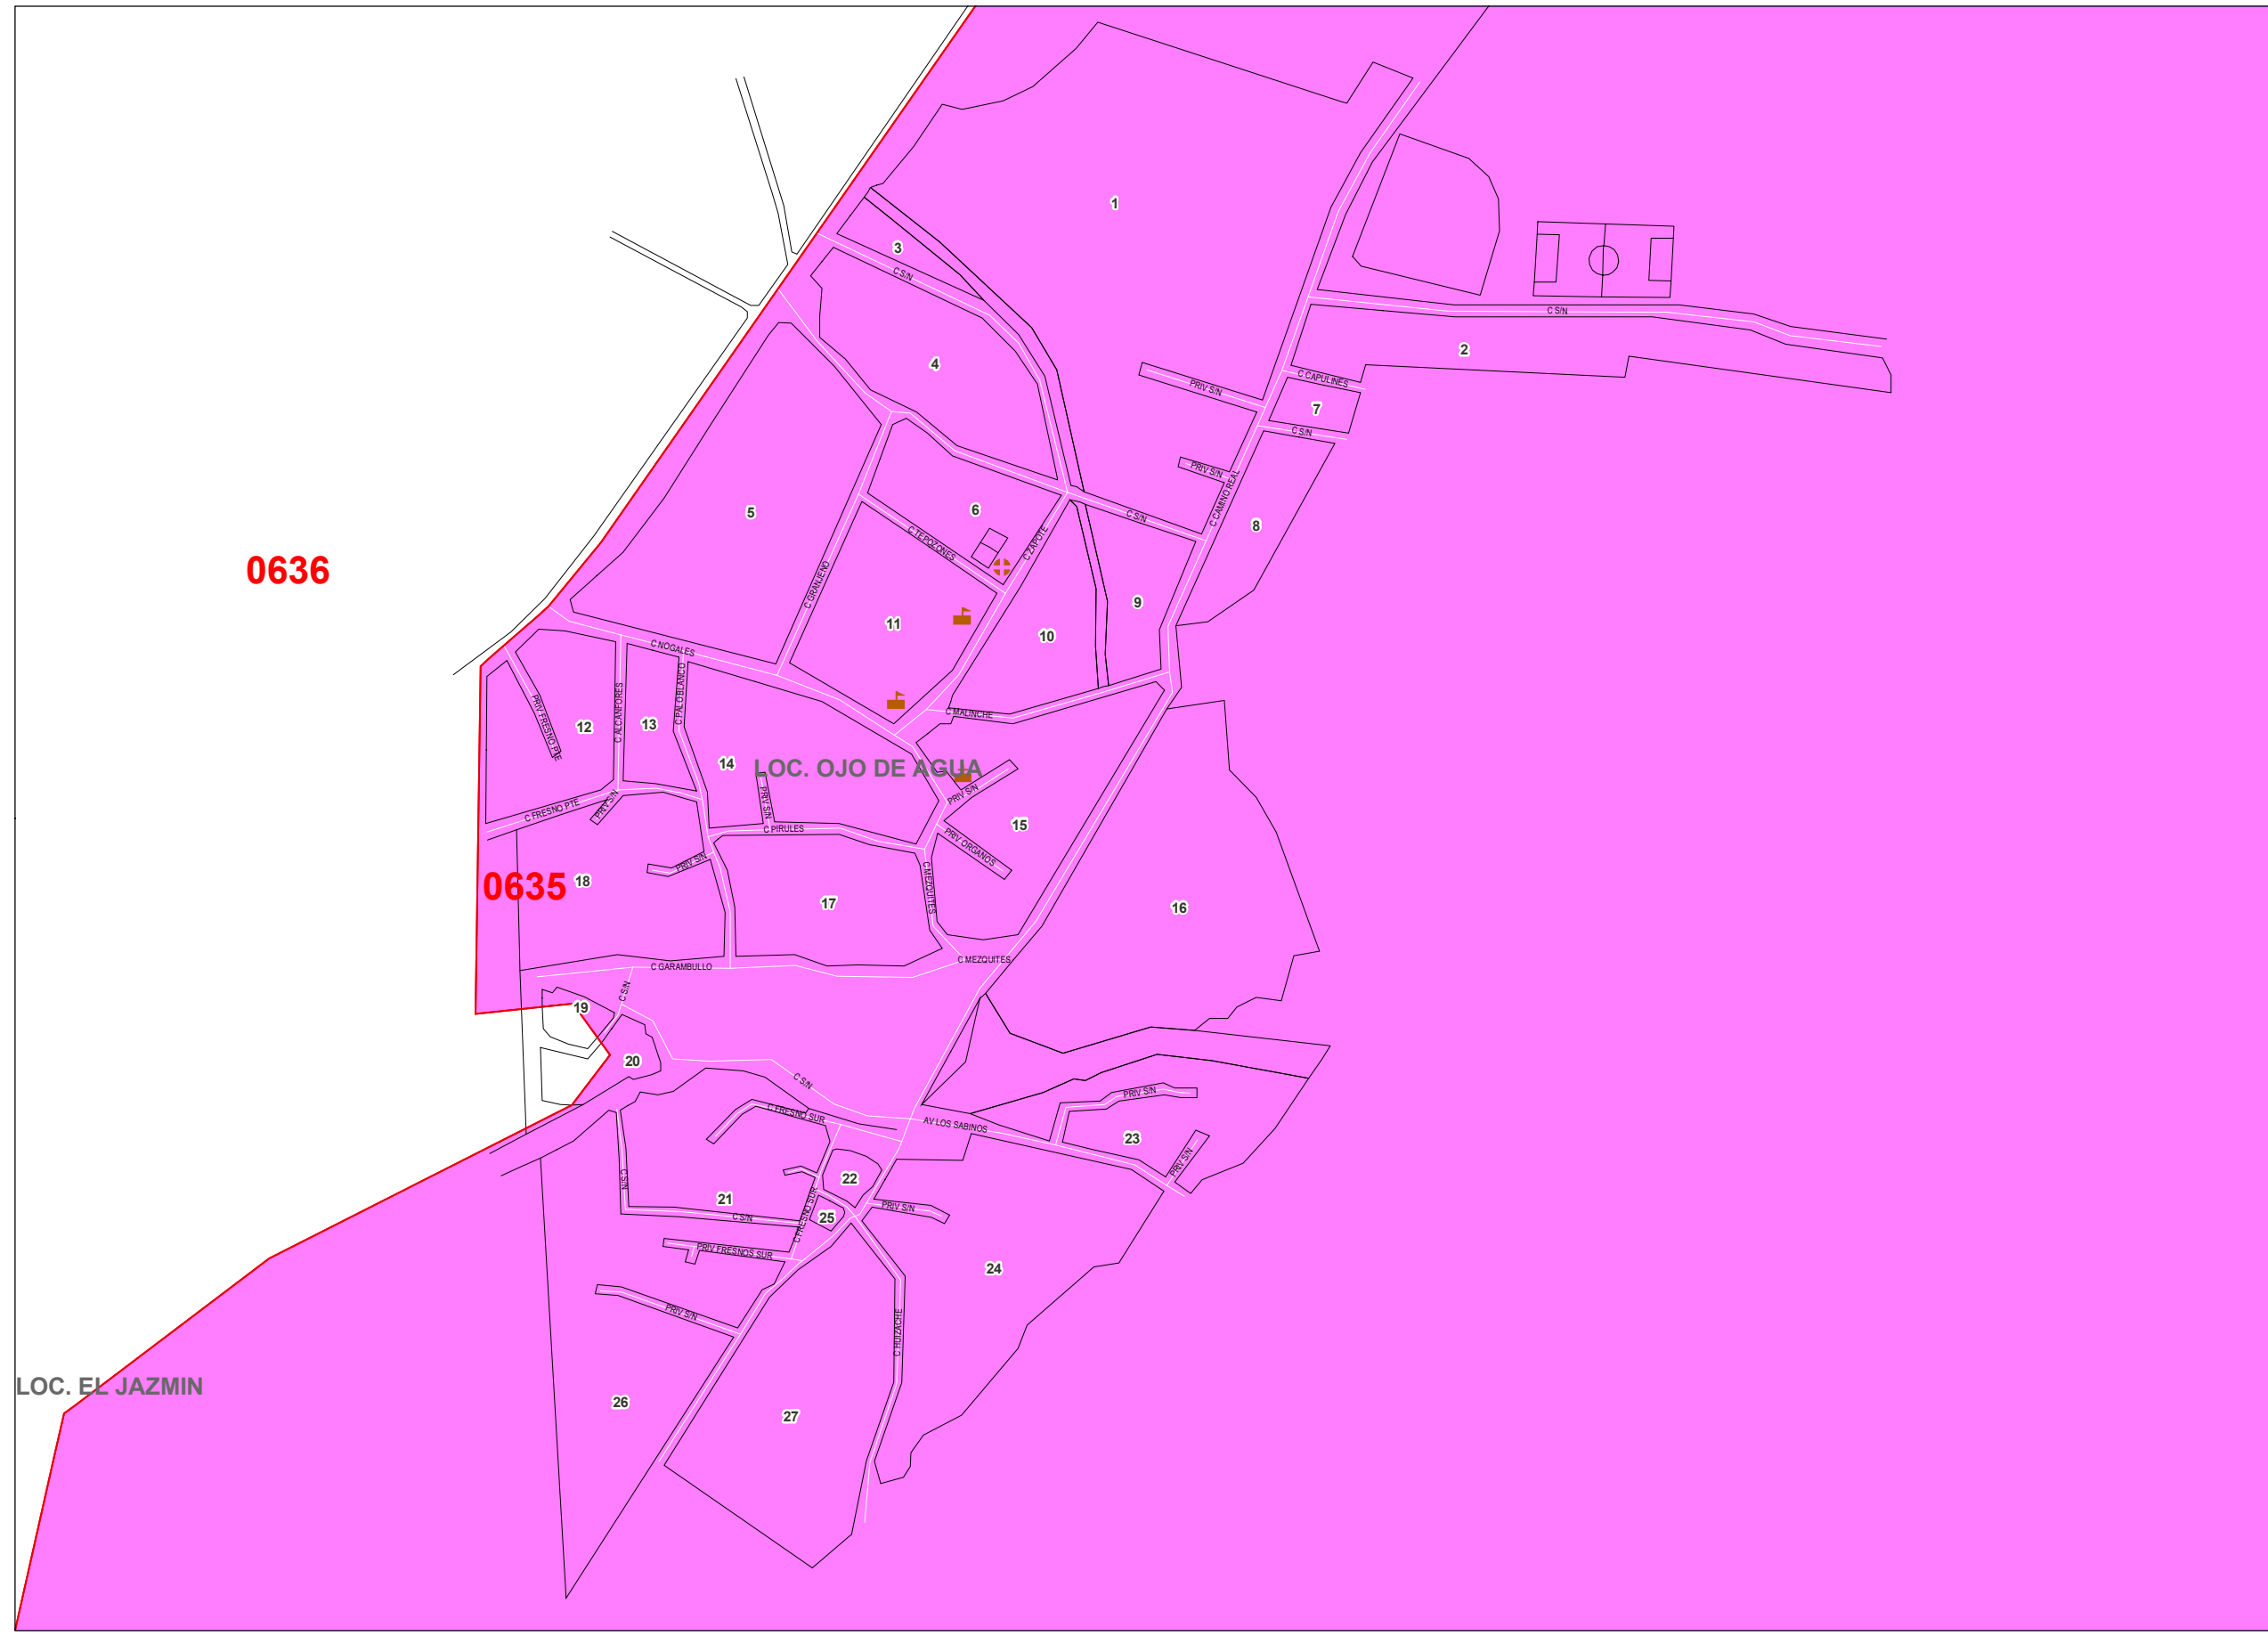 1
3
C S/N
C S/N
2
4
C CAPULINES
PRIV S/N
7
C S/N
PRIV S/N
C CAMINO REAL
5
6
C S/N
8
C TEPOZONES
C ZAPOTE
0636
C GRANJENO
9
11
10
C NOGALES
C PALO BLANCO
C ALCANFORES
PRIV FRESNO PTE
12
13
C MALINCHE
14
LOC. OJO DE AGUA
PRIV S/N
PRIV S/N
C FRESNO PTE
PRIV S/N
C PIRULES
15
PRIV ORGANOS
PRIV S/N
0635
18
C MEZQUITES
17
16
C MEZQUITES
C GARAMBULLO
C S/N
19
20
C S/N
PRIV S/N
C FRESNO SUR
AV LOS SABINOS
23
PRIV S/N
C S/N
22
21
C FRESNO SUR
PRIV S/N
C S/N
25
PRIV FRESNOS SUR
24
PRIV S/N
C HUIZACHE
LOC. EL JAZMIN
26
27